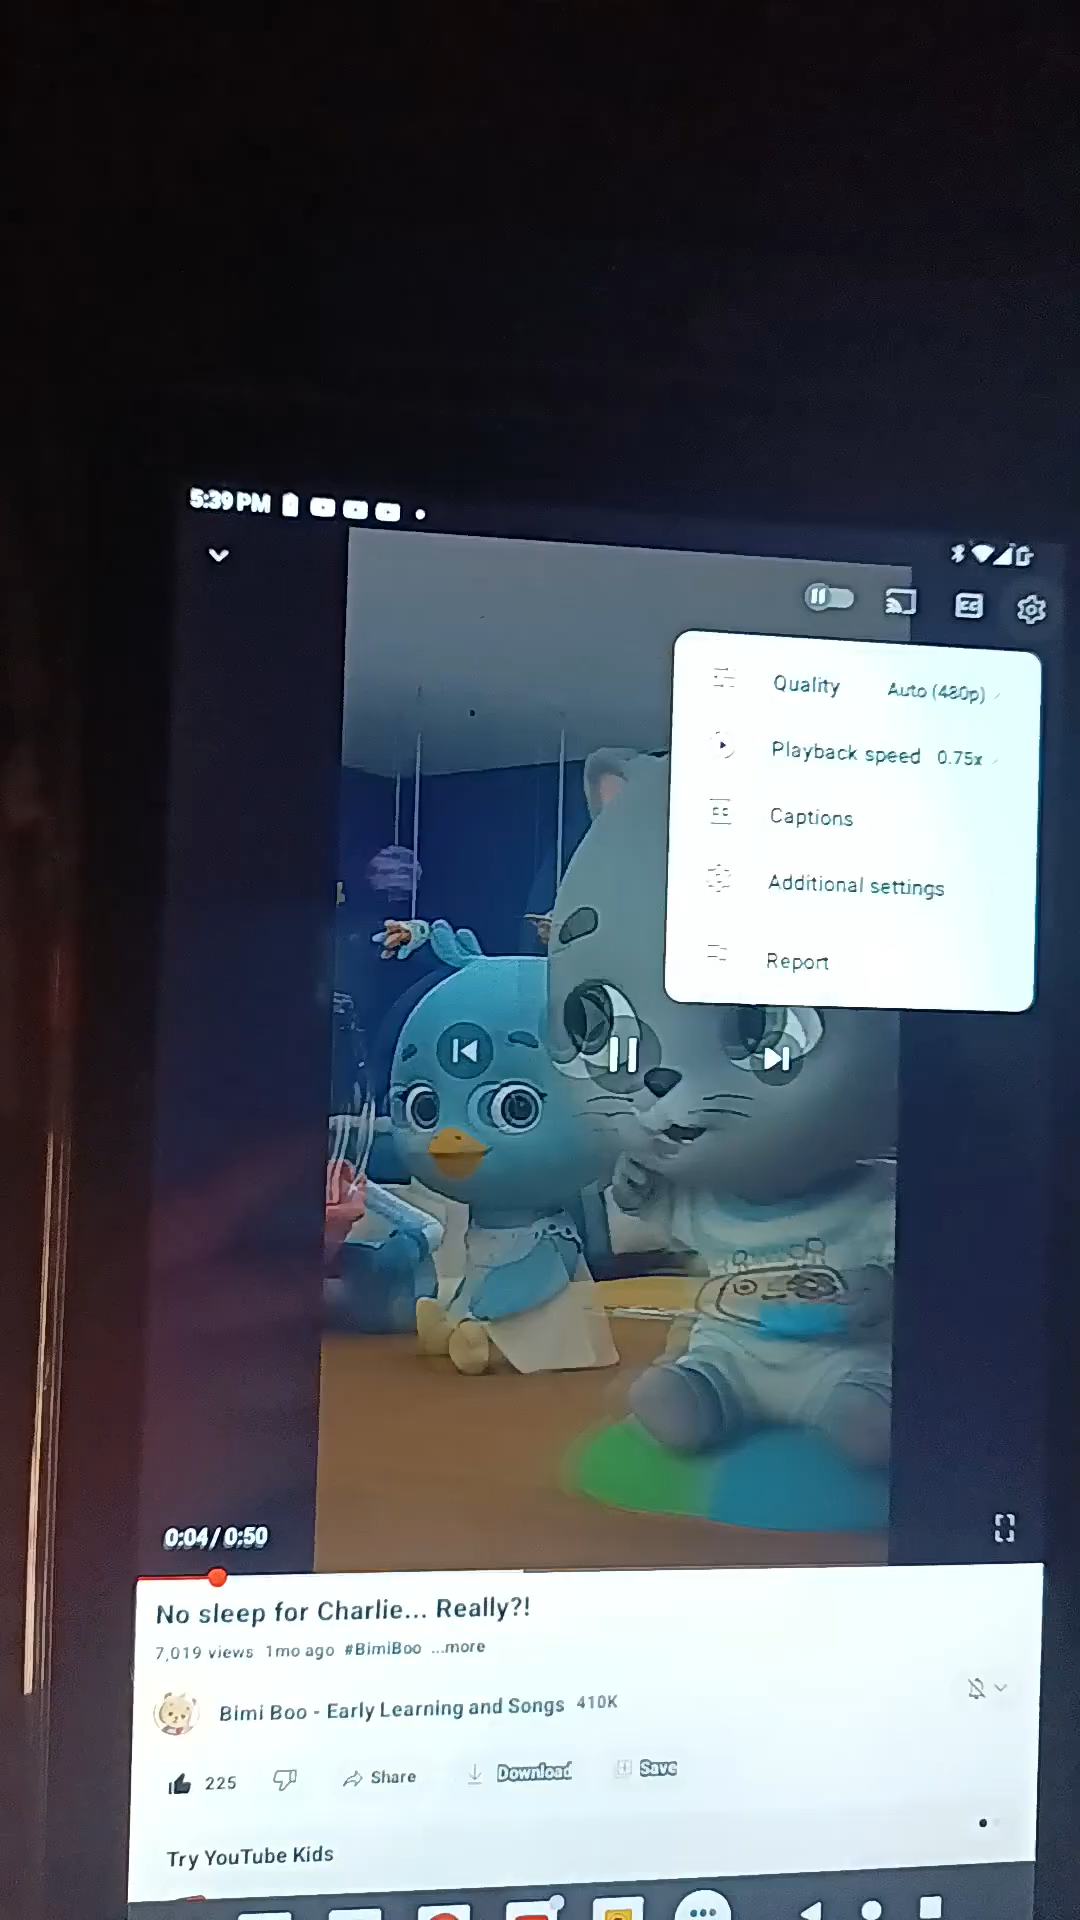 5:39 PM
Quality Auto (480p)
Playback speed 0.75x
Captions
Additional settings
Report
0:04 / 0:50
No sleep for Charlie... Really?!
7,019 views 1mo ago #BimiBoo ...more
Bimi Boo - Early Learning and Songs 410K
225 Share Download Save
Try YouTube Kids